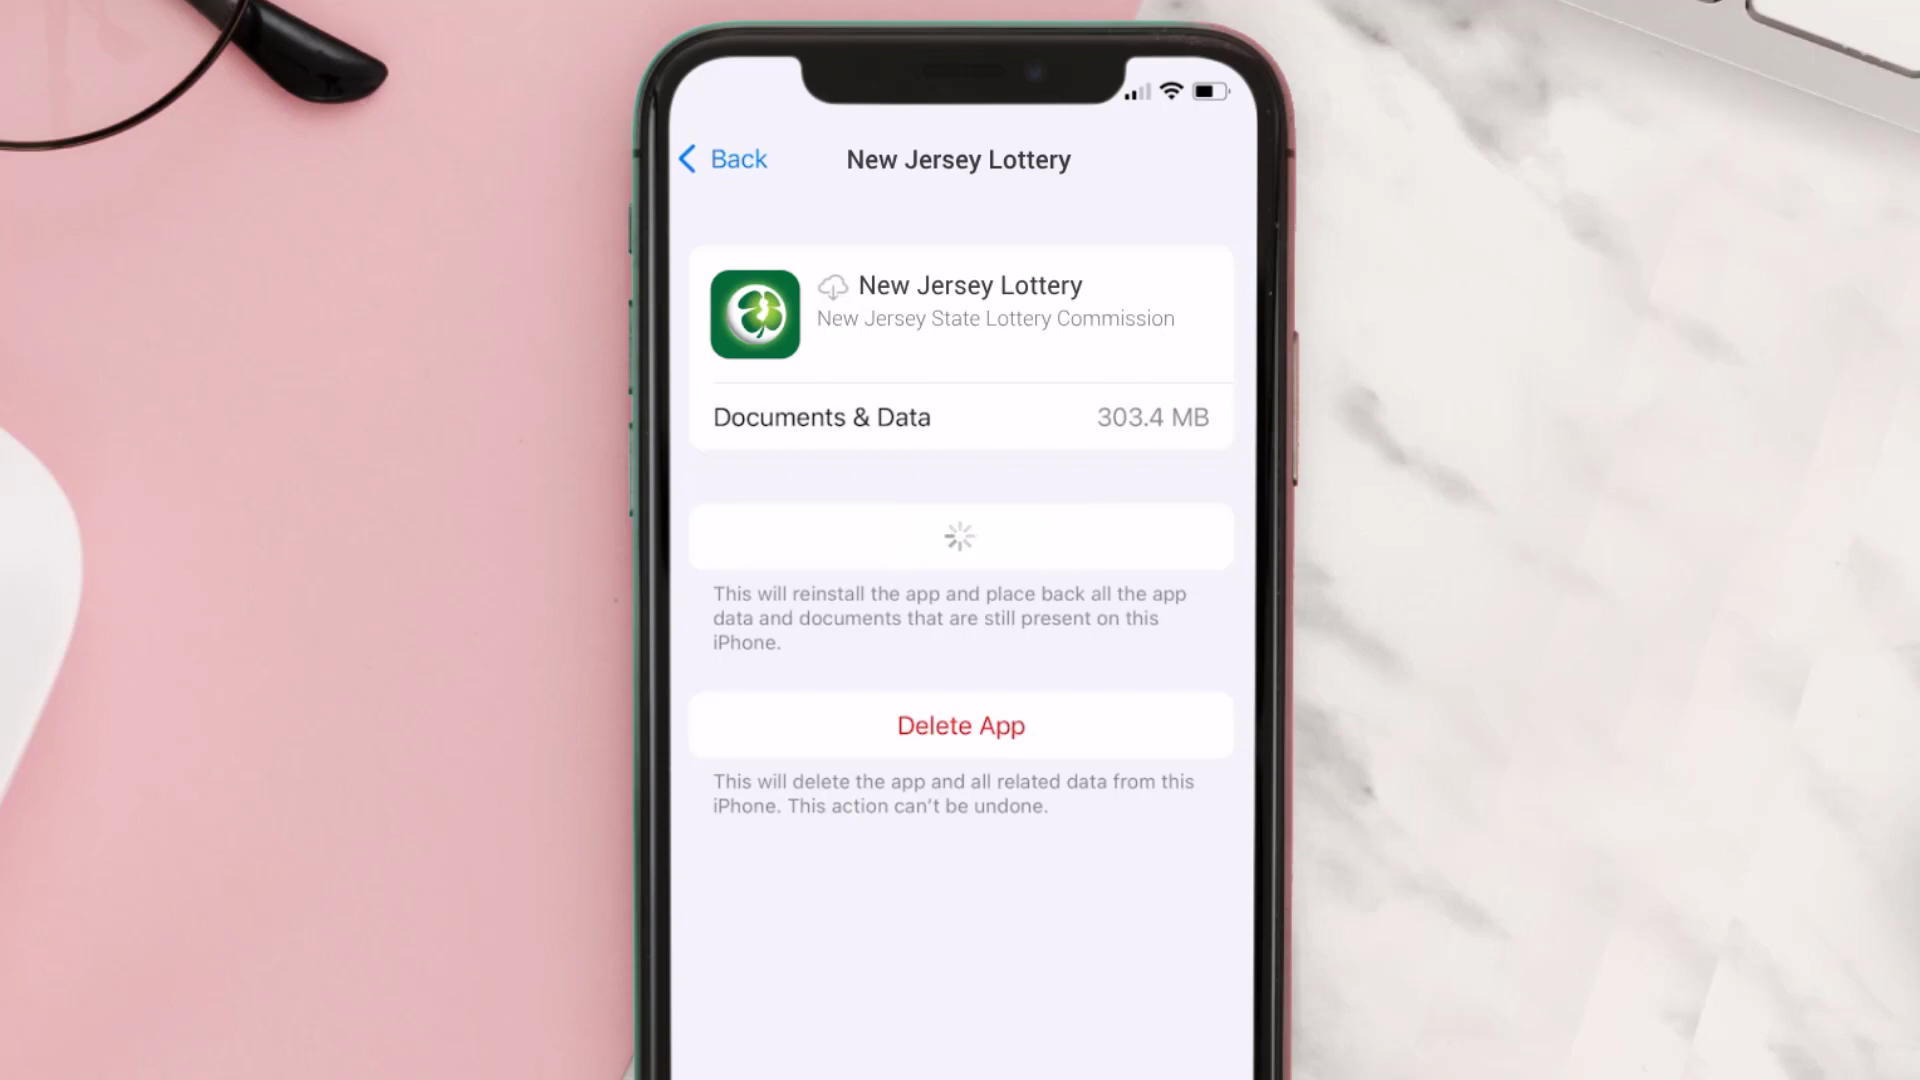 Back
New Jersey Lottery
New Jersey Lottery
New Jersey State Lottery Commission
Documents & Data 303.4 MB
This will reinstall the app and place back all the app
data and documents that are still present on this
iPhone.
Delete App
This will delete the app and all related data from this
iPhone. This action can't be undone.